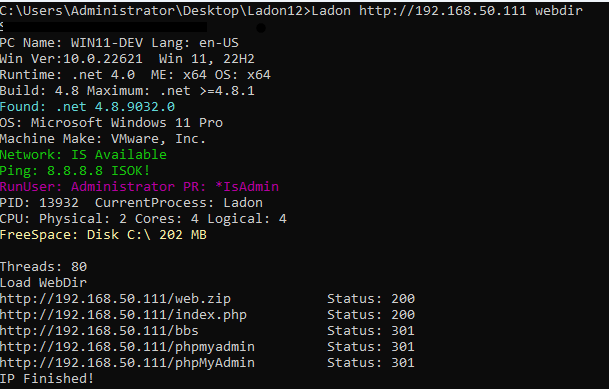 C:\Users\Administrator\Desktop\Ladon12>Ladon http://192.168.50.111 webdir
PC Name: WIN11-DEV Lang: en-US
Win Ver:10.0.22621  Win 11, 22H2
Runtime: .net 4.0  ME: x64 OS: x64
Build: 4.8 Maximum: .net >=4.8.1
Found: .net 4.8.9032.0
OS: Microsoft Windows 11 Pro
Machine Make: VMware, Inc.
Network: IS Available
Ping: 8.8.8.8 ISOK!
RunUser: Administrator PR: *IsAdmin
PID: 13932  CurrentProcess: Ladon
CPU: Physical: 2 Cores: 4 Logical: 4
FreeSpace: Disk C:\ 202 MB
Threads: 80
Load WebDir
http://192.168.50.111/web.zip            Status: 200
http://192.168.50.111/index.php          Status: 200
http://192.168.50.111/bbs                Status: 301
http://192.168.50.111/phpmyadmin         Status: 301
http://192.168.50.111/phpMyAdmin         Status: 301
IP Finished!